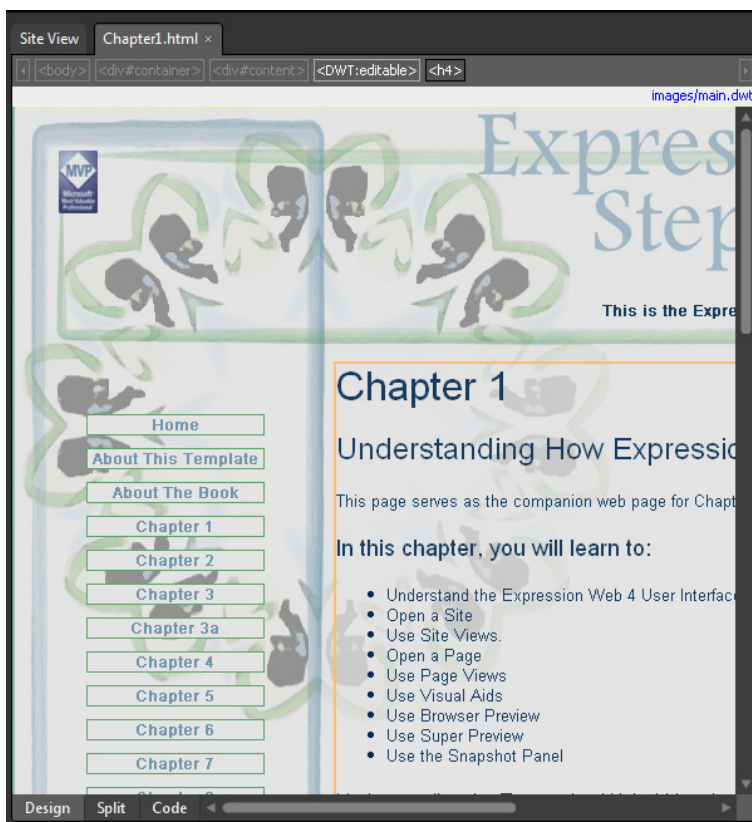 Site View Chapter1.html ×
<body> <div#container> <div#content> <DWT:editable> <h4>
images/main.dwt
MVP
Microsoft
Most Valuable
Professional
Expres
Step
This is the Expre
Chapter 1
Understanding How Expressio
This page serves as the companion web page for Chapt
In this chapter, you will learn to:
Understand the Expression Web 4 User Interface
Open a Site
Use Site Views.
Open a Page
Use Page Views
Use Visual Aids
Use Browser Preview
Use Super Preview
Use the Snapshot Panel
Home
About This Template
About The Book
Chapter 1
Chapter 2
Chapter 3
Chapter 3a
Chapter 4
Chapter 5
Chapter 6
Chapter 7
Design Split Code